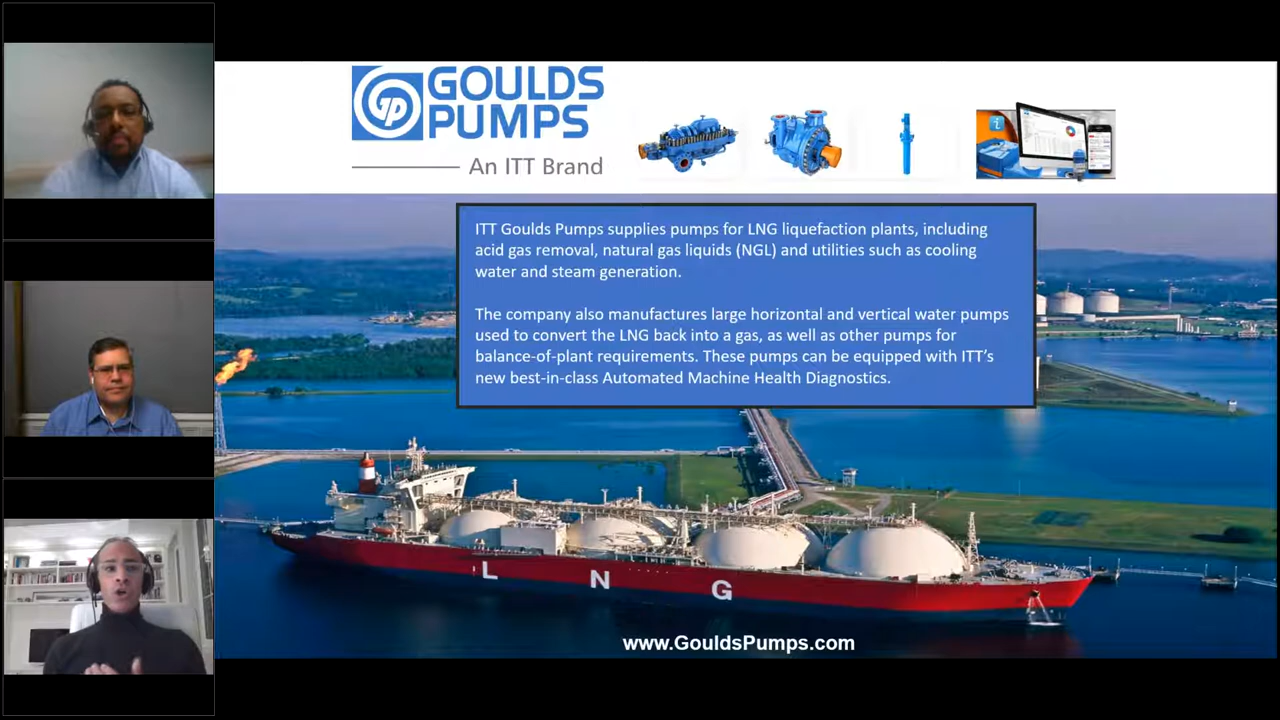 GOULDS
PUMPS
An ITT Brand
ITT Goulds Pumps supplies pumps for LNG liquefaction plants, including
acid gas removal, natural gas liquids (NGL) and utilities such as cooling
water and steam generation.
The company also manufactures large horizontal and vertical water pumps
used to convert the LNG back into a gas, as well as other pumps for
balance-of-plant requirements. These pumps can be equipped with ITT's
new best-in-class Automated Machine Health Diagnostics.
L N G
www.GouldsPumps.com